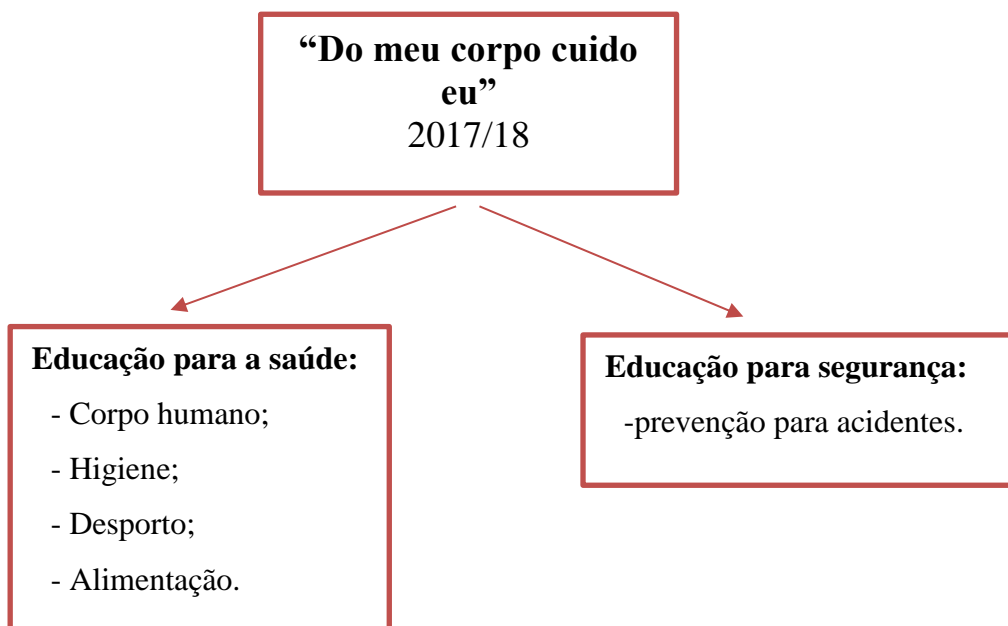 “Do meu corpo cuido
eu”
2017/18
Educação para a saúde:
- Corpo humano;
- Higiene;
- Desporto;
- Alimentação.
Educação para segurança:
-prevenção para acidentes.